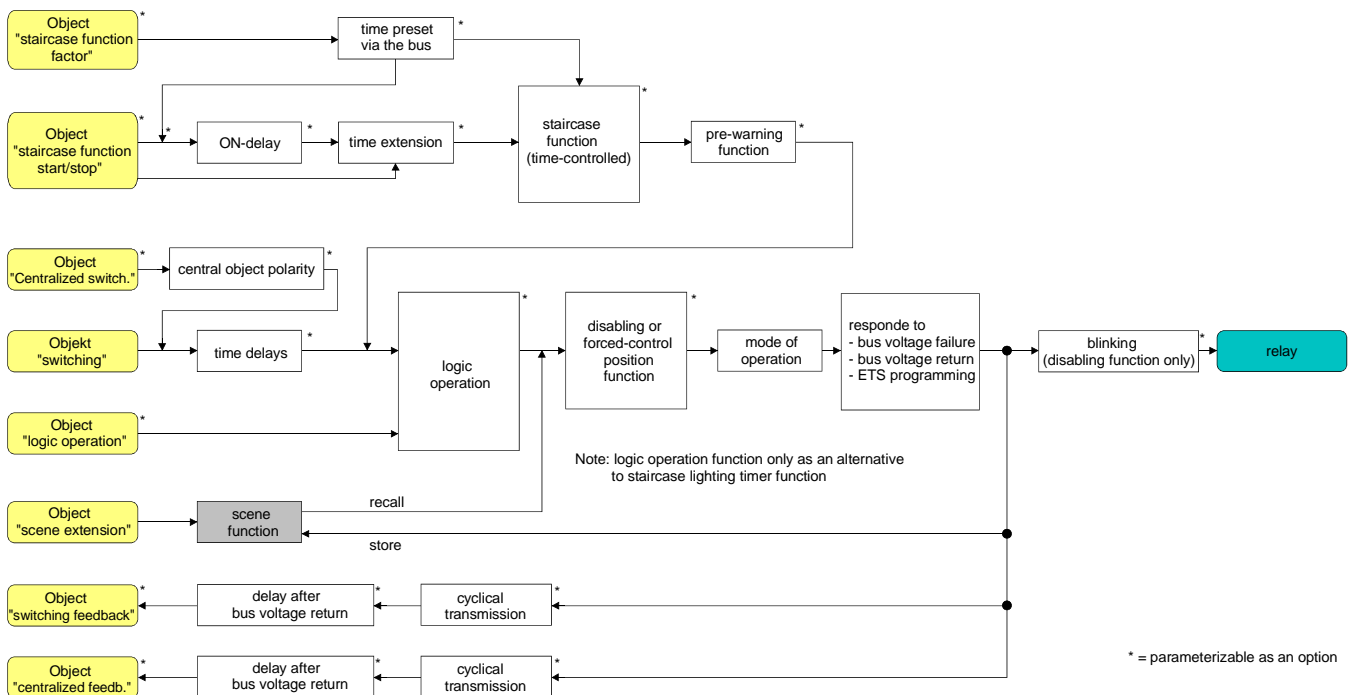 Object
"staircase function
factor"
*
time preset
via the bus
*
Object
"staircase function
start/stop"
*
*
ON-delay
*
time extension
*
staircase
function
(time-controlled)
*
pre-warning
function
*
Object
"Centralized switch."
*
central object polarity
*
Objekt
"switching"
*
time delays
*
logic
operation
*
disabling or
forced-control
position
function
*
mode of
operation
responde to
- bus voltage failure
- bus voltage return
- ETS programming
blinking
(disabling function only)
*
relay
Object
"logic operation"
*
Note: logic operation function only as an alternative
to staircase lighting timer function
Object
"scene extension"
scene
function
recall
store
Object
"switching feedback"
*
delay after
bus voltage return
*
cyclical
transmission
*
Object
"centralized feedb."
*
delay after
bus voltage return
*
cyclical
transmission
*
* = parameterizable as an option